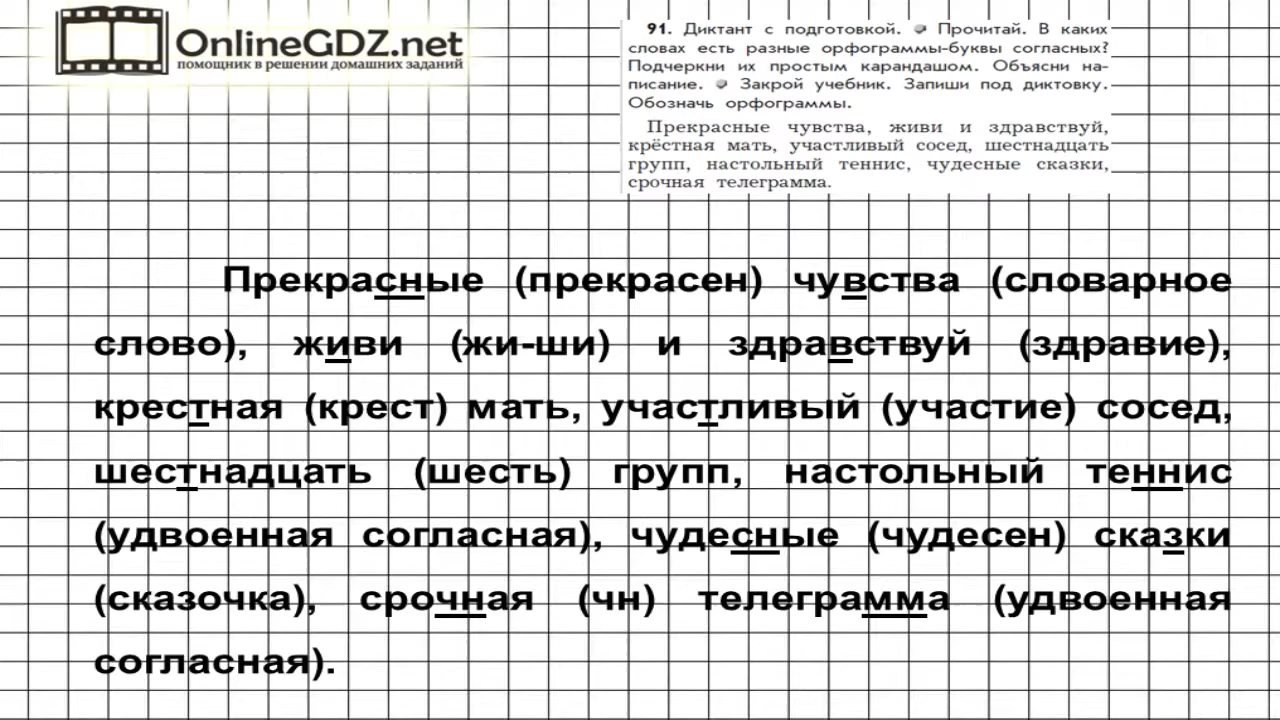 OnlineGDZ.net
помощник в решении домашних заданий
91. Диктант с подготовкой. Прочитай. В каких
словах есть разные орфограммы-буквы согласных?
Подчеркни их простым карандашом. Объясни на-
писание. Закрой учебник. Запиши под диктовку.
Обозначь орфограммы.
Прекрасные чувства, живи и здравствуй,
крёстная мать, участливый сосед, шестнадцать
групп, настольный теннис, чудесные сказки,
срочная телеграмма.
Прекрасные (прекрасен) чувства (словарное
слово), живи (жи-ши) и здравствуй (здравие),
крестная (крест) мать, участливый (участие) сосед,
шестнадцать (шесть) групп, настольный теннис
(удвоенная согласная), чудесные (чудесен) сказки
(сказочка), срочная (чн) телеграмма (удвоенная
согласная).